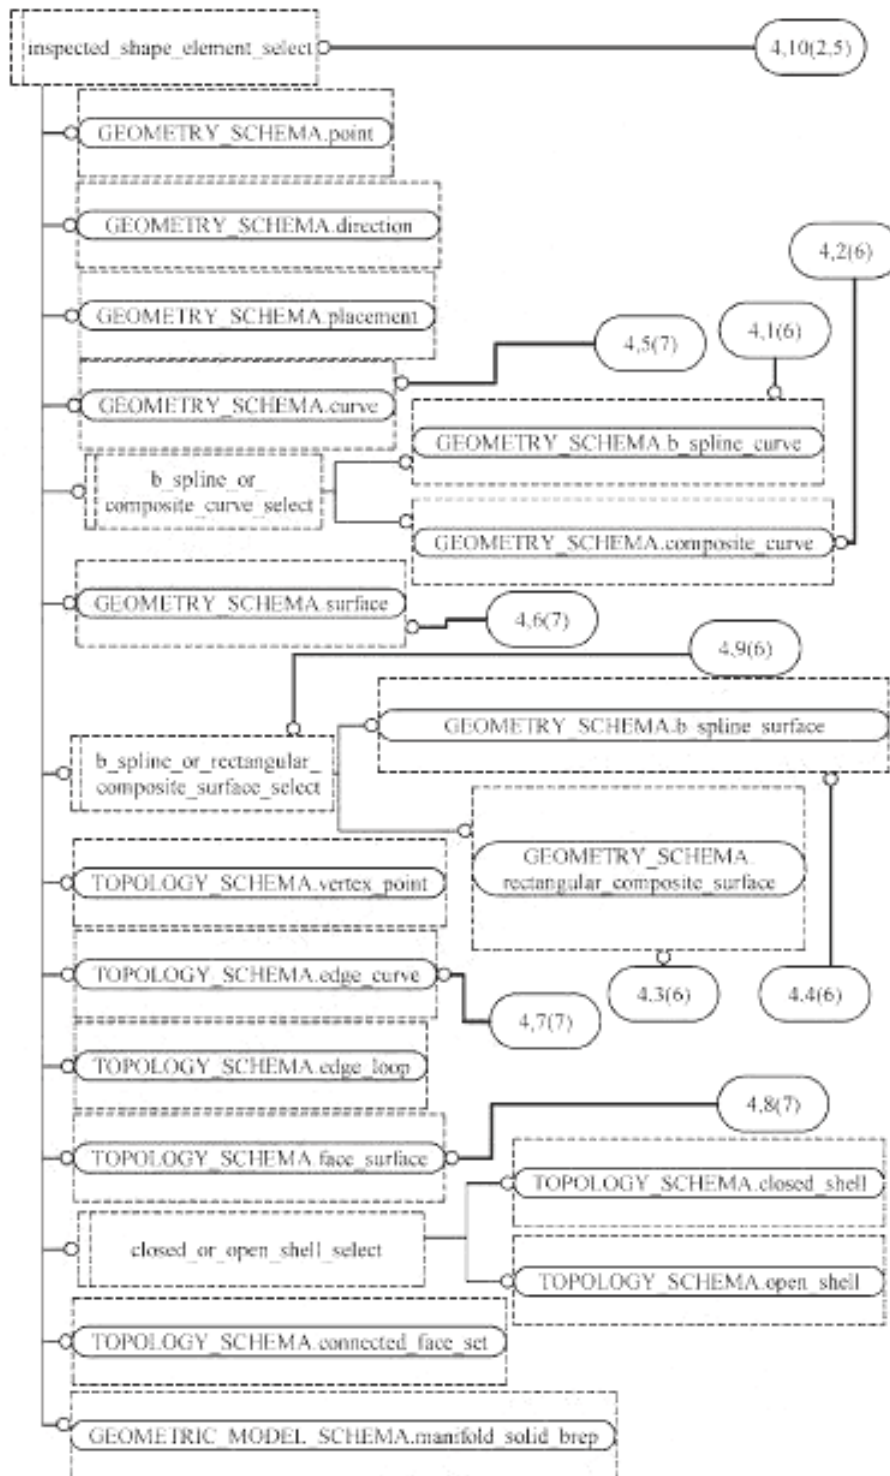 inspected_shape_element_select
4,10(2,5)
GEOMETRY_SCHEMA.point
GEOMETRY_SCHEMA.direction
4,2(6)
GEOMETRY_SCHEMA.placement
4,1(6)
4,5(7)
GEOMETRY_SCHEMA.curve
GEOMETRY_SCHEMA.b_spline_curve
b_spline_or_
composite_curve_select
GEOMETRY_SCHEMA.composite_curve
GEOMETRY_SCHEMA.surface
4,6(7)
4,9(6)
GEOMETRY_SCHEMA.b_spline_surface
b_spline_or_rectangular_
composite_surface_select
GEOMETRY_SCHEMA.
rectangular_composite_surface
TOPOLOGY_SCHEMA.vertex_point
TOPOLOGY_SCHEMA.edge_curve
4.3(6)
4.4(6)
4,7(7)
TOPOLOGY_SCHEMA.edge_loop
4,8(7)
TOPOLOGY_SCHEMA.face_surface
TOPOLOGY_SCHEMA.closed_shell
closed_or_open_shell_select
TOPOLOGY_SCHEMA.open_shell
TOPOLOGY_SCHEMA.connected_face_set
GEOMETRIC_MODEL_SCHEMA.manifold_solid_brep